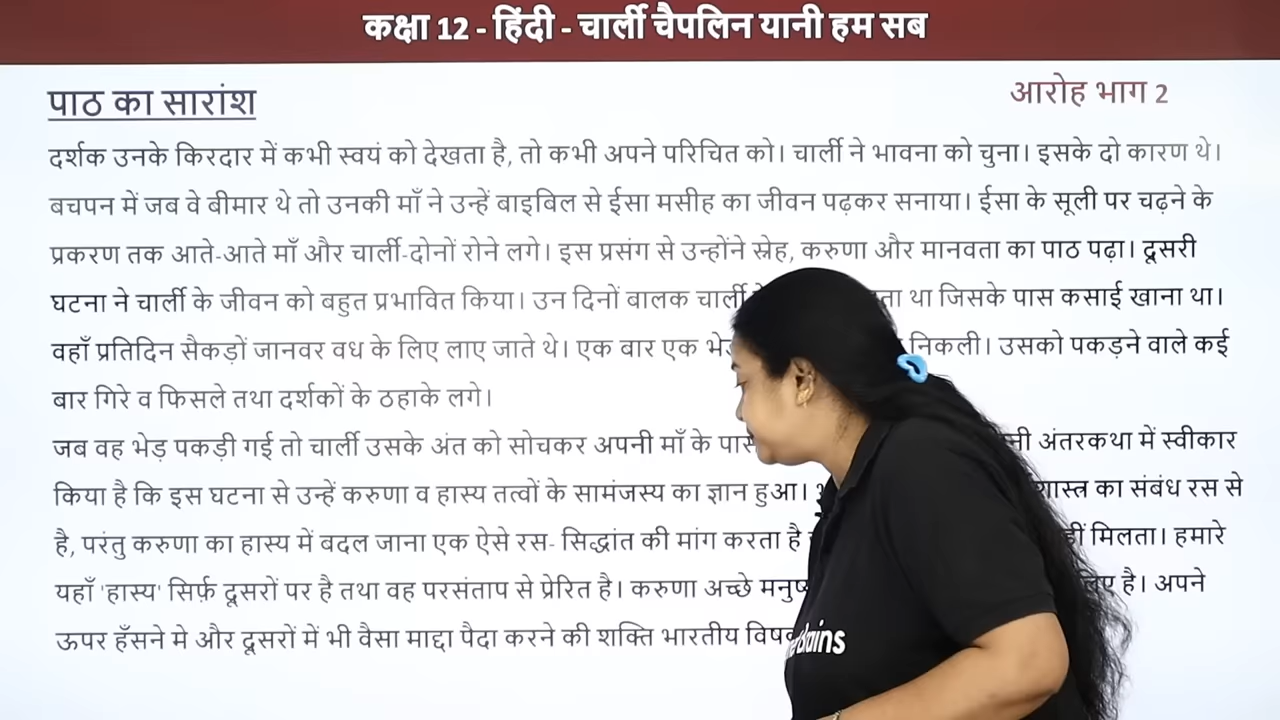 कक्षा 12 - हिंदी - चार्ली चैपलिन यानी हम सब
पाठ का सारांश
आरोह भाग 2
दर्शक उनके किरदार में कभी स्वयं को देखता है, तो कभी अपने परिचित को। चार्ली ने भावना को चुना। इसके दो कारण थे।
बचपन में जब वे बीमार थे तो उनकी माँ ने उन्हें बाइबिल से ईसा मसीह का जीवन पढ़कर सनाया। ईसा के सूली पर चढ़ने के
प्रकरण तक आते-आते माँ और चार्ली-दोनों रोने लगे। इस प्रसंग से उन्होंने स्नेह, करुणा और मानवता का पाठ पढ़ा। दूसरी
घटना ने चार्ली के जीवन को बहुत प्रभावित किया। उन दिनों बालक चार्ली था जिसके पास कसाई खाना था।
वहाँ प्रतिदिन सैकड़ों जानवर वध के लिए लाए जाते थे। एक बार एक निकली। उसको पकड़ने वाले कई
बार गिरे व फिसले तथा दर्शकों के ठहाके लगे।
जब वह भेड़ पकड़ी गई तो चार्ली उसके अंत को सोचकर अपनी माँ के अंतरकथा में स्वीकार
किया है कि इस घटना से उन्हें करुणा व हास्य तत्वों के सामंजस्य का ज्ञान हुआ। का संबंध रस से
है, परंतु करुणा का हास्य में बदल जाना एक ऐसे रस- सिद्धांत की मांग करता है मिलता। हमारे
यहाँ 'हास्य' सिर्फ़ दूसरों पर है तथा वह परसंताप से प्रेरित है। करुणा अच्छे है। अपने
ऊपर हँसने मे और दूसरों में भी वैसा माद्दा पैदा करने की शक्ति भारतीय